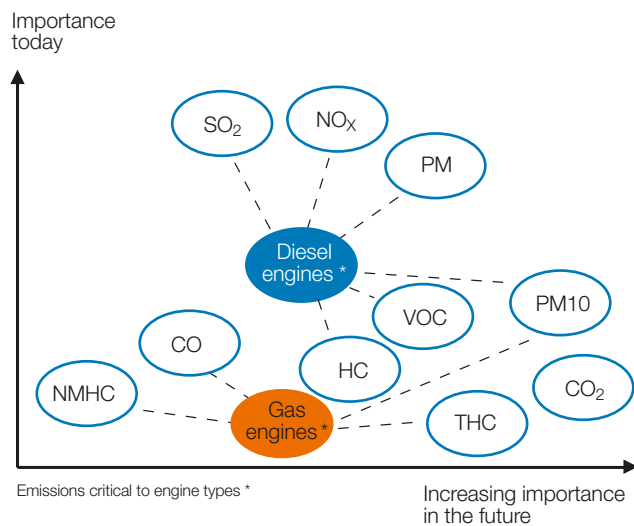 Importance
today
SO₂
NOₓ
PM
Diesel
engines *
PM10
VOC
CO
HC
CO₂
NMHC
Gas
engines *
THC
Emissions critical to engine types *
Increasing importance
in the future